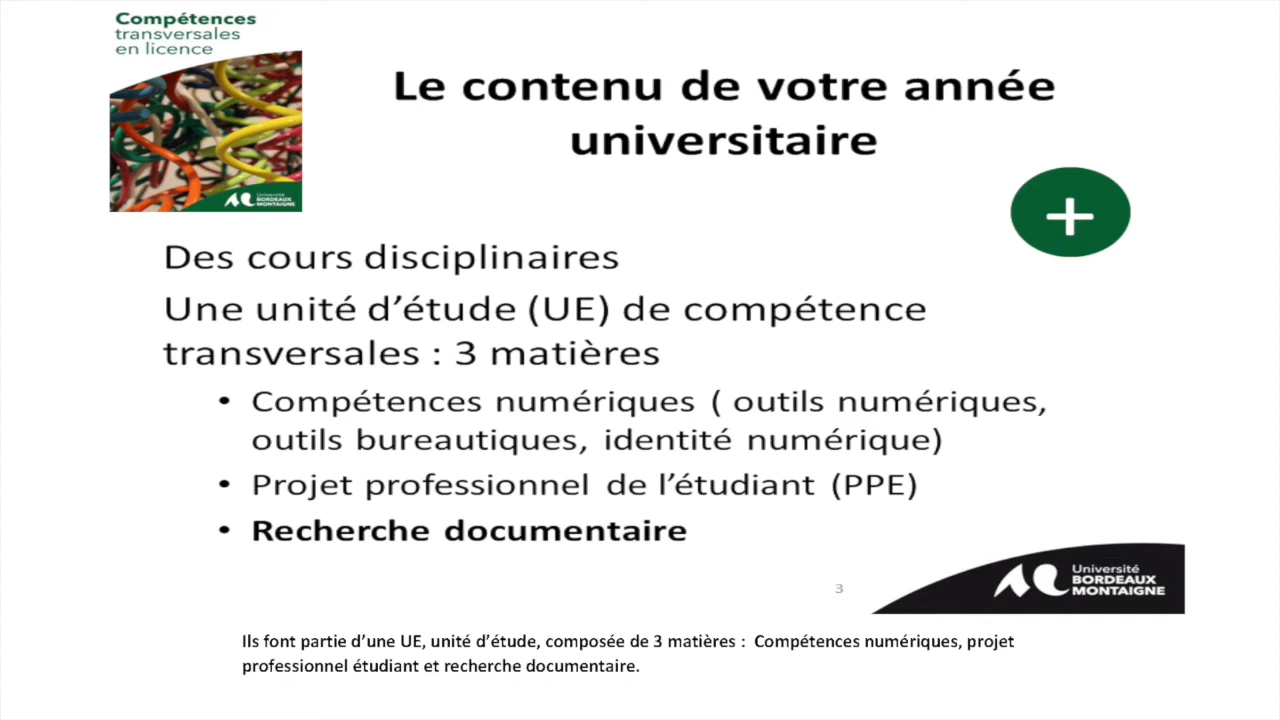 Compétences
transversales
en licence
Université
BORDEAUX
MONTAIGNE
Le contenu de votre année
universitaire
+
Des cours disciplinaires
Une unité d’étude (UE) de compétence
transversales : 3 matières
• Compétences numériques ( outils numériques,
outils bureautiques, identité numérique)
• Projet professionnel de l’étudiant (PPE)
• Recherche documentaire
3
Université
BORDEAUX
MONTAIGNE
Ils font partie d’une UE, unité d’étude, composée de 3 matières : Compétences numériques, projet
professionnel étudiant et recherche documentaire.